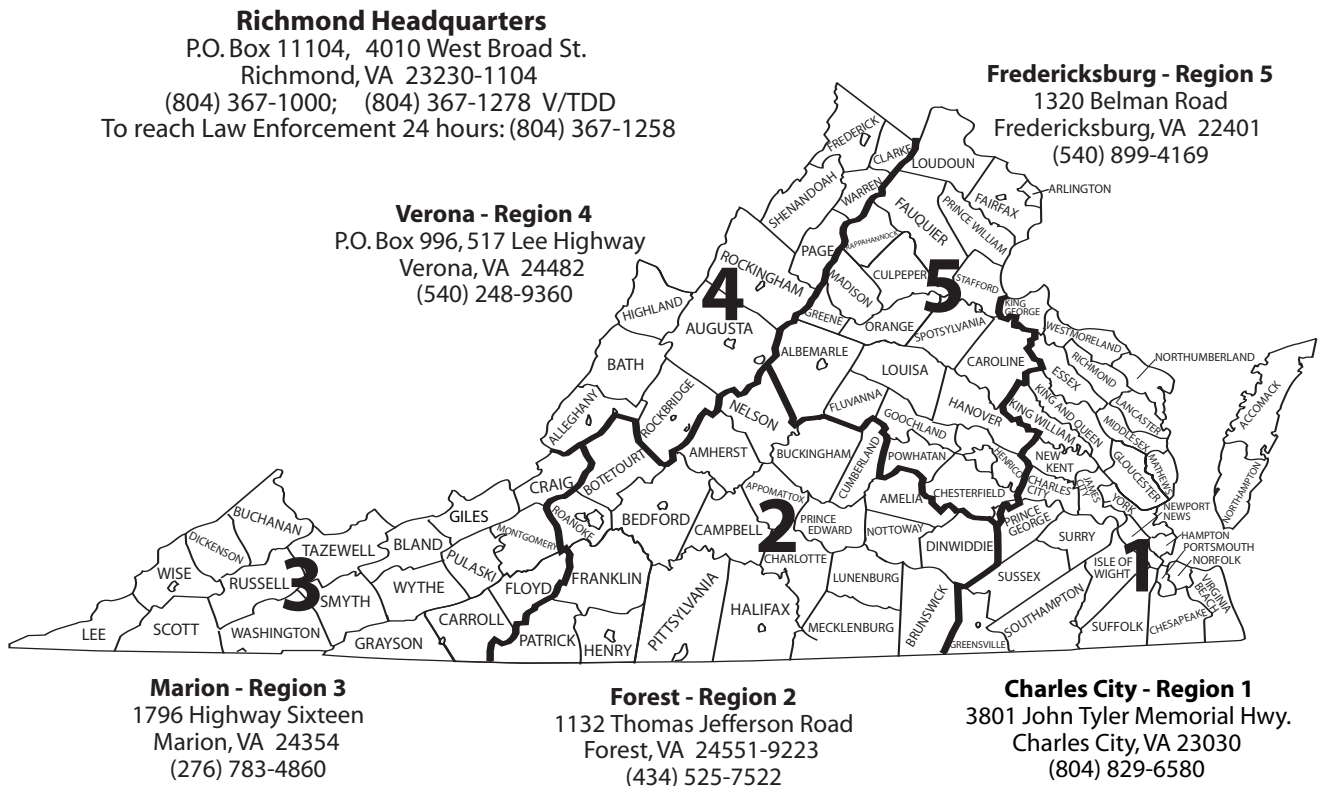 Richmond Headquarters
P.O. Box 11104, 4010 West Broad St.
Richmond, VA 23230-1104
(804) 367-1000; (804) 367-1278 V/TDD
To reach Law Enforcement 24 hours: (804) 367-1258
Fredericksburg - Region 5
1320 Belman Road
Fredericksburg, VA 22401
(540) 899-4169
Verona - Region 4
P.O. Box 996, 517 Lee Highway
Verona, VA 24482
(540) 248-9360
FREDERICK
CLARKE
LOUDOUN
SHENANDOAH
WARREN
FAUQUIER
PRINCE WILLIAM
FAIRFAX
ARLINGTON
PAGE
RAPPAHANNOCK
ROCKINGHAM
4
MADISON
CULPEPER
5
STAFFORD
KING
GEORGE
HIGHLAND
AUGUSTA
GREENE
ORANGE
SPOTSYLVANIA
WESTMORELAND
BATH
ALBEMARLE
LOUISA
CAROLINE
ESSEX
RICHMOND
NORTHUMBERLAND
ALLEGHANY
ROCKBRIDGE
NELSON
FLUVANNA
GOOCHLAND
HANOVER
KING WILLIAM
KING AND QUEEN
LANCASTER
MIDDLESEX
ACCOMACK
AMHERST
BUCKINGHAM
CUMBERLAND
POWHATAN
HENRICO
NEW
KENT
GLOUCESTER
MATHEWS
CRAIG
BOTETOURT
APPOMATTOX
AMELIA
CHESTERFIELD
CHARLES
CITY
JAMES
CITY
YORK
NORTHAMPTON
BUCHANAN
GILES
ROANOKE
BEDFORD
CAMPBELL
2
PRINCE
EDWARD
NOTTOWAY
DINWIDDIE
PRINCE
GEORGE
SURRY
NEWPORT
NEWS
HAMPTON
PORTSMOUTH
NORFOLK
DICKENSON
TAZEWELL
BLAND
MONTGOMERY
PULASKI
CHARLOTTE
ISLE OF
WIGHT
1
WISE
RUSSELL
3
SMYTH
WYTHE
FLOYD
FRANKLIN
PITTSYLVANIA
HALIFAX
LUNENBURG
BRUNSWICK
SUSSEX
SOUTHAMPTON
VIRGINIA
BEACH
LEE
SCOTT
WASHINGTON
GRAYSON
CARROLL
PATRICK
HENRY
MECKLENBURG
GREENSVILLE
SUFFOLK
CHESAPEAKE
Marion - Region 3
1796 Highway Sixteen
Marion, VA 24354
(276) 783-4860
Forest - Region 2
1132 Thomas Jefferson Road
Forest, VA 24551-9223
(434) 525-7522
Charles City - Region 1
3801 John Tyler Memorial Hwy.
Charles City, VA 23030
(804) 829-6580